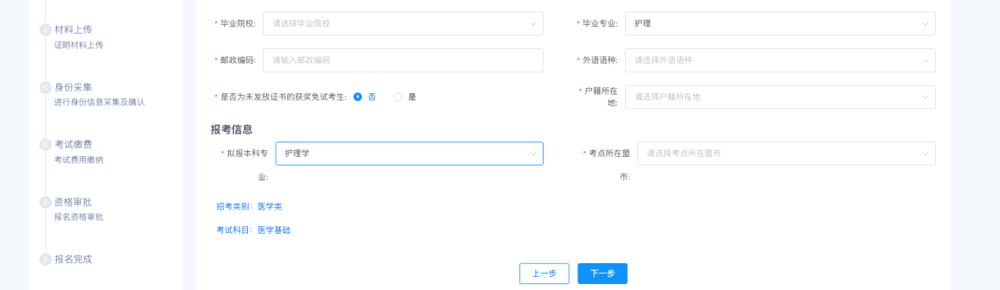 4 材料上传
证明材料上传
5 身份采集
进行身份信息采集及确认
6 考试缴费
考试费用缴纳
7 资格审批
报名资格审批
8 报名完成
* 毕业院校: 请选择毕业院校
* 毕业专业: 护理
* 邮政编码: 请输入邮政编码
* 外语语种: 请选择外语语种
* 是否为未发放证书的获奖免试考生: 否 是
* 户籍所在地: 请选择户籍所在地
报考信息
* 拟报本科专业: 护理学
* 考点所在盟市: 请选择考点所在盟市
招考类别: 医学类
考试科目: 医学基础
上一步 下一步